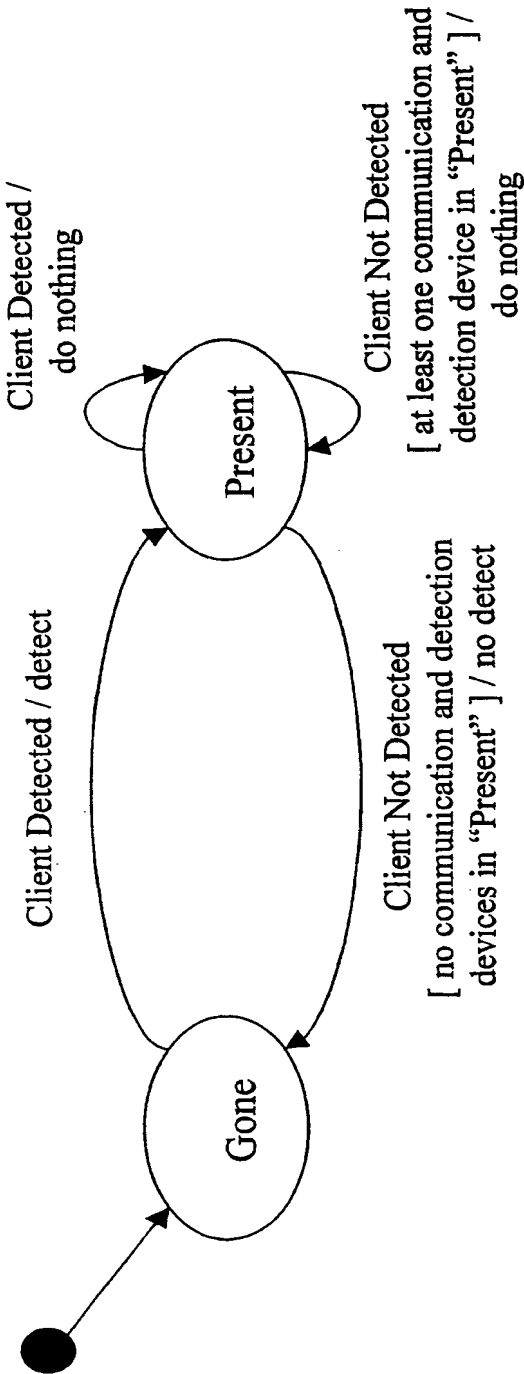 Client Detected / detect
Client Detected /
do nothing
Gone
Present
Client Not Detected
[ no communication and detection
devices in “Present” ] / no detect
Client Not Detected
[ at least one communication and
detection device in “Present” ] /
do nothing